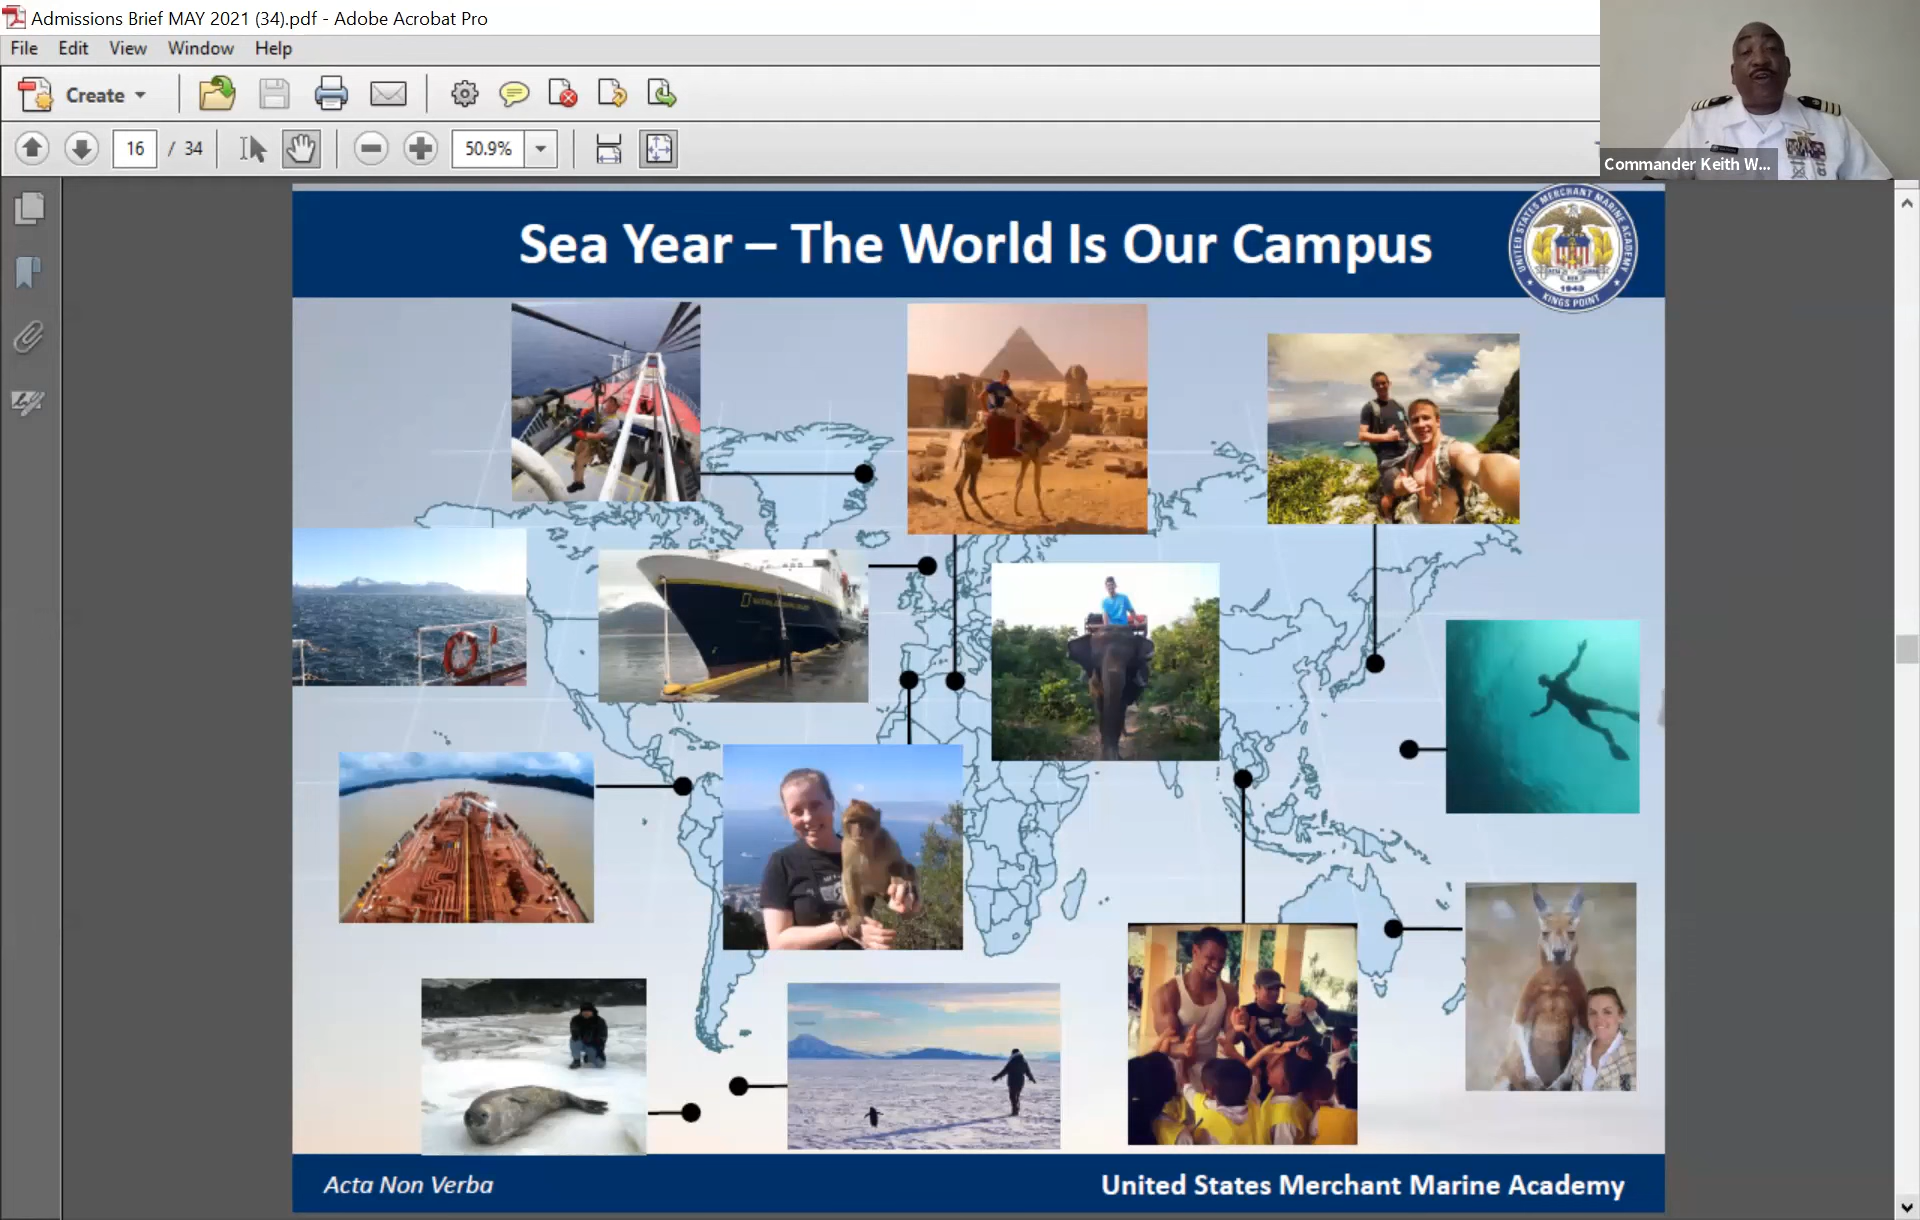 Admissions Brief MAY 2021 (34).pdf - Adobe Acrobat Pro
File Edit View Window Help
Create
16 / 34 50.9%
Commander Keith W...
Sea Year – The World Is Our Campus
UNITED STATES MERCHANT MARINE ACADEMY
1943
KINGS POINT
Acta Non Verba
United States Merchant Marine Academy